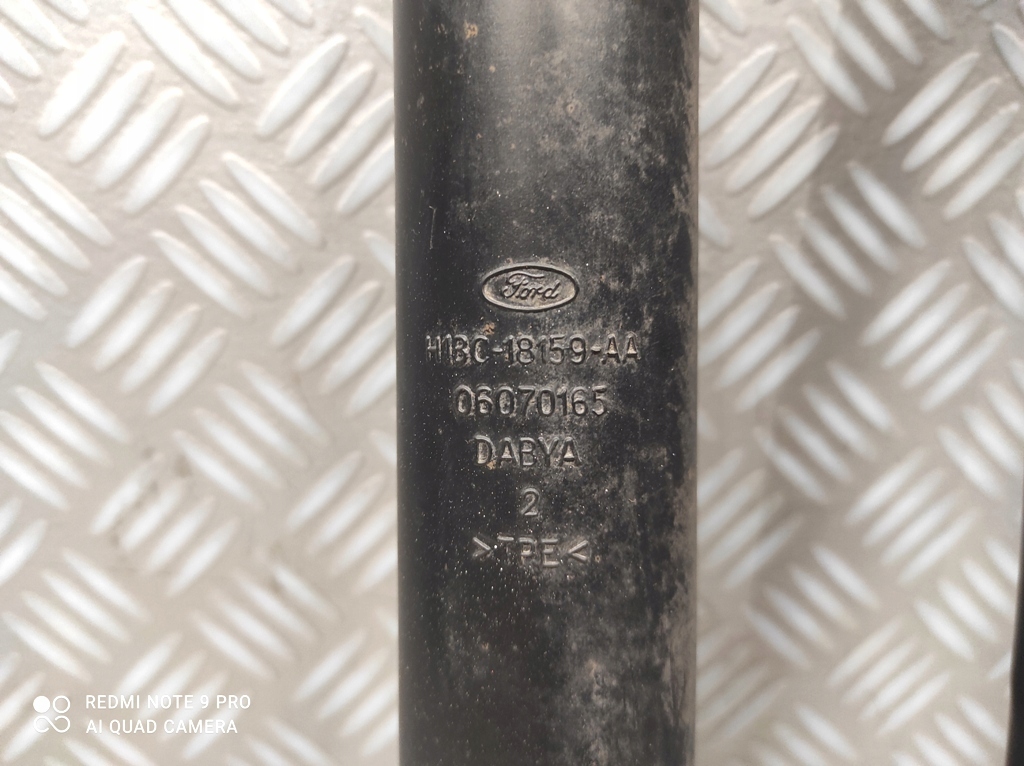 Ford
H1BC-18159-AA
06070165
DABYA
2
>TPE<
REDMI NOTE 9 PRO
AI QUAD CAMERA